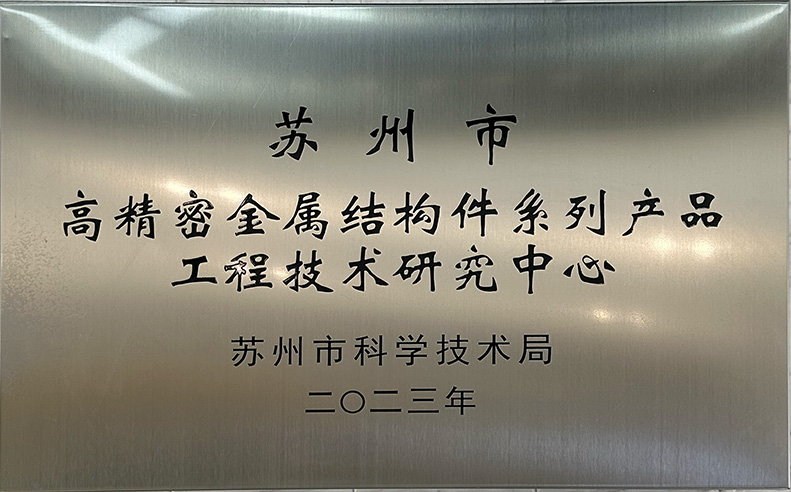 苏州市
高精密金属结构件系列产品
工程技术研究中心
苏州市科学技术局
二〇二三年